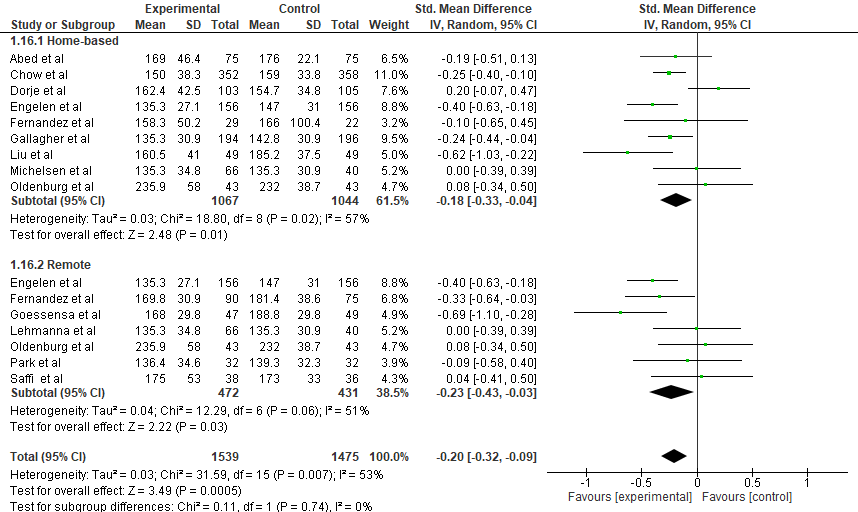 Experimental Control Std. Mean Difference Std. Mean Difference
Study or Subgroup Mean SD Total Mean SD Total Weight IV, Random, 95% CI IV, Random, 95% CI
1.16.1 Home-based
Abed et al 169 46.4 75 176 22.1 75 6.5% -0.19 [-0.51, 0.13]
Chow et al 150 38.3 352 159 33.8 358 11.0% -0.25 [-0.40, -0.10]
Dorje et al 162.4 42.5 103 154.7 34.8 105 7.6% 0.20 [-0.07, 0.47]
Engelen et al 135.3 27.1 156 147 31 156 8.8% -0.40 [-0.63, -0.18]
Fernandez et al 158.3 50.2 29 166 100.4 22 3.3% -0.10 [-0.65, 0.45]
Gallagher et al 135.3 30.9 194 142.8 30.9 196 9.5% -0.24 [-0.44, -0.04]
Liu et al 160.5 41 49 185.2 37.5 49 5.0% -0.62 [-1.03, -0.22]
Michelsen et al 135.3 34.8 66 135.3 30.9 40 5.2% 0.00 [-0.39, 0.39]
Oldenburg et al 235.9 58 43 232 38.7 43 4.7% 0.08 [-0.34, 0.50]
Subtotal (95% CI) 1067 1044 61.5% -0.18 [-0.33, -0.04]
Heterogeneity: Tau² = 0.03; Chi² = 18.80, df = 8 (P = 0.02); I² = 57%
Test for overall effect: Z = 2.48 (P = 0.01)
1.16.2 Remote
Engelen et al 135.3 27.1 156 147 31 156 8.8% -0.40 [-0.63, -0.18]
Fernandez et al 169.8 30.9 90 181.4 38.6 75 6.7% -0.33 [-0.64, -0.03]
Goessensa et al 168 29.8 47 188.8 29.8 49 4.9% -0.69 [-1.10, -0.28]
Lehmanna et al 135.3 34.8 66 135.3 30.9 40 5.2% 0.00 [-0.39, 0.39]
Oldenburg et al 235.9 58 43 232 38.7 43 4.7% 0.08 [-0.34, 0.50]
Park et al 136.4 34.6 32 139.3 32.3 32 3.9% -0.09 [-0.58, 0.40]
Saffi et al 175 53 38 173 33 36 4.3% 0.04 [-0.41, 0.50]
Subtotal (95% CI) 472 431 38.5% -0.23 [-0.43, -0.03]
Heterogeneity: Tau² = 0.04; Chi² = 12.29, df = 6 (P = 0.06); I² = 51%
Test for overall effect: Z = 2.22 (P = 0.03)
Total (95% CI) 1539 1475 100.0% -0.20 [-0.32, -0.09]
Heterogeneity: Tau² = 0.03; Chi² = 31.59, df = 15 (P = 0.007); I² = 53%
Test for overall effect: Z = 3.49 (P = 0.0005)
Test for subgroup differences: Chi² = 0.11, df = 1 (P = 0.74), I² = 0%
-1 -0.5 0 0.5 1
Favours [experimental] Favours [control]